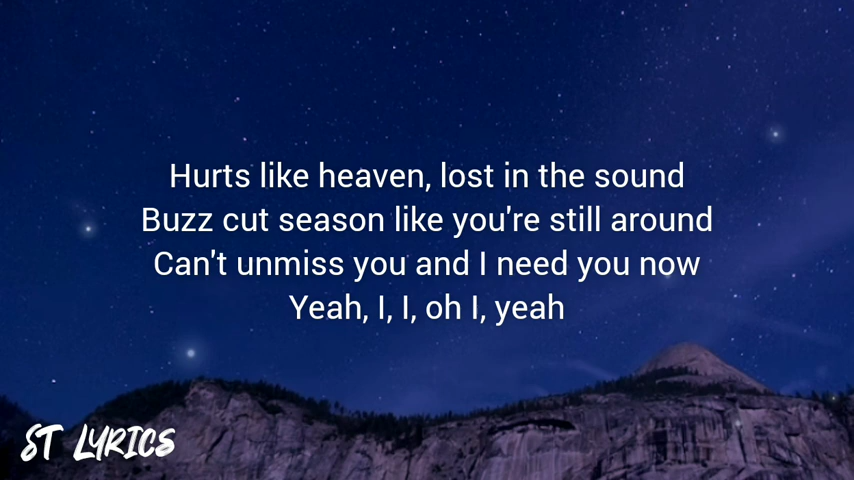 Hurts like heaven, lost in the sound
Buzz cut season like you're still around
Can't unmiss you and I need you now
Yeah, I, I, oh I, yeah
ST LYRICS